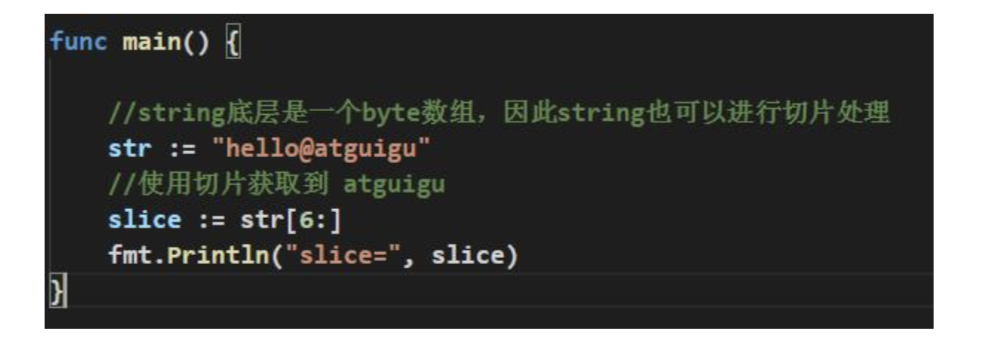 func main() {
//string底层是一个byte数组，因此string也可以进行切片处理
str := "hello@atguigu"
//使用切片获取到 atguigu
slice := str[6:]
fmt.Println("slice=", slice)
}